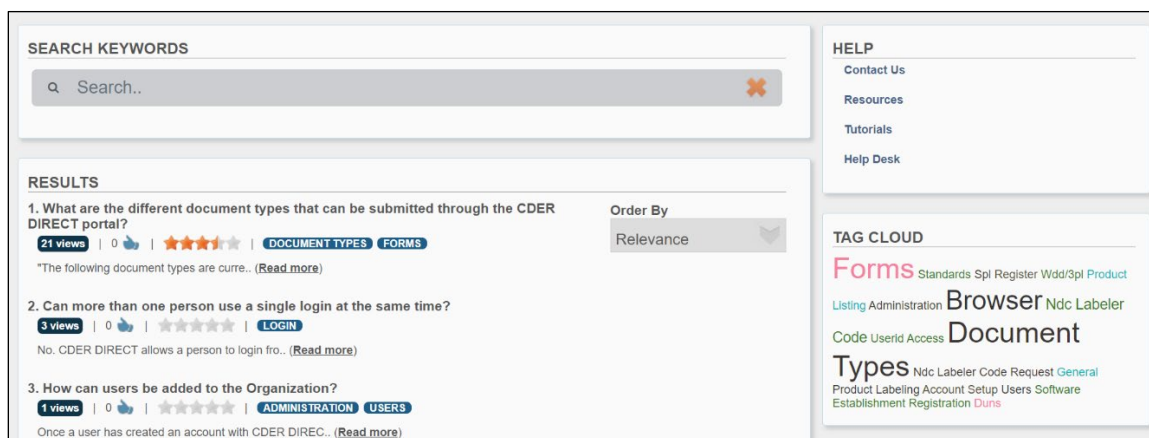 SEARCH KEYWORDS
Search..
RESULTS
1. What are the different document types that can be submitted through the CDER
DIRECT portal?
21 views | 0 | | DOCUMENT TYPES FORMS
"The following document types are curre.. (Read more)
Order By
Relevance
2. Can more than one person use a single login at the same time?
3 views | 0 | | LOGIN
No. CDER DIRECT allows a person to login fro.. (Read more)
3. How can users be added to the Organization?
1 views | 0 | | ADMINISTRATION USERS
Once a user has created an account with CDER DIREC.. (Read more)
HELP
Contact Us
Resources
Tutorials
Help Desk
TAG CLOUD
Forms Standards Spl Register Wdd/3pl Product
Listing Administration Browser Ndc Labeler
Code UserId Access Document
Types Ndc Labeler Code Request General
Product Labeling Account Setup Users Software
Establishment Registration Duns